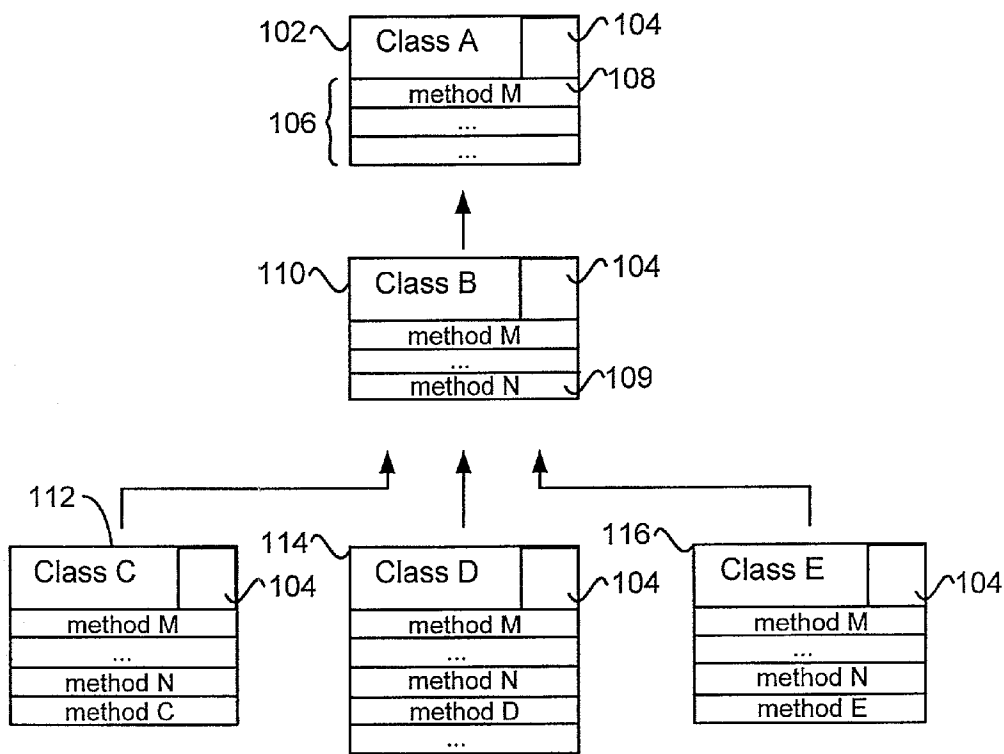 102
Class A
104
method M
108
106
...
...
110
Class B
104
method M
...
method N
109
112
Class C
104
method M
...
method N
method C
114
Class D
104
method M
...
method N
method D
...
116
Class E
104
method M
...
method N
method E